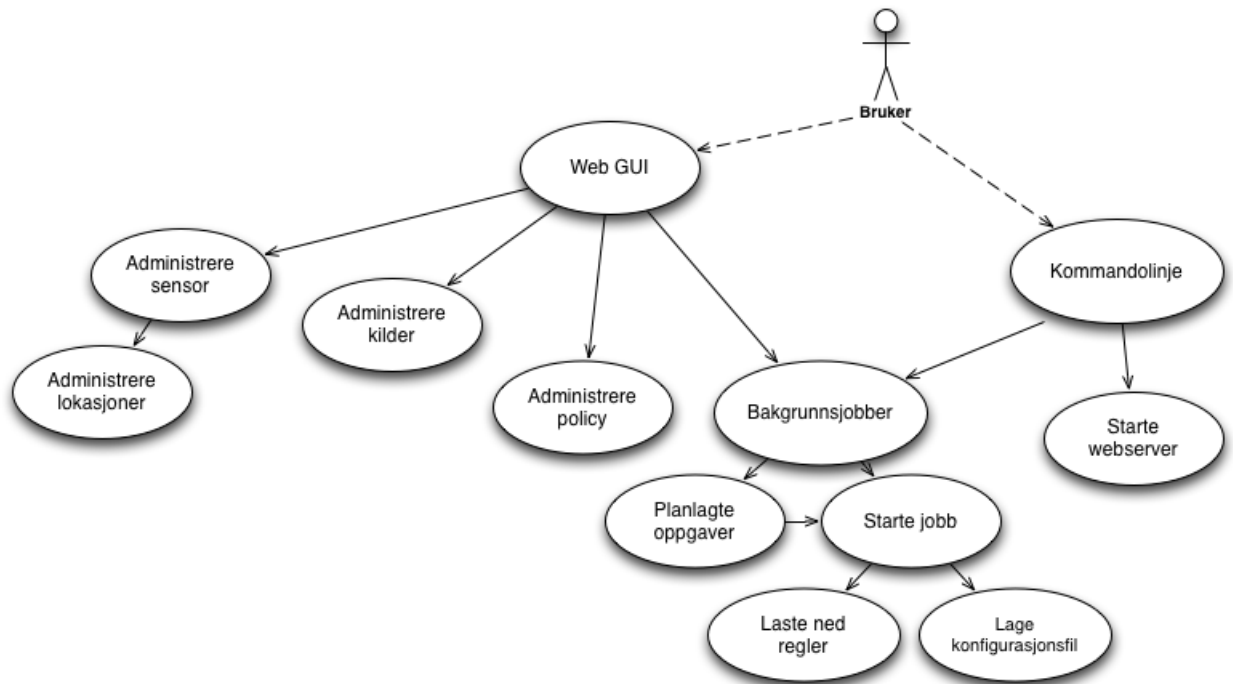 Bruker
Web GUI
Kommandolinje
Administrere
sensor
Administrere
kilder
Administrere
lokasjoner
Administrere
policy
Bakgrunnsjobber
Starte
webserver
Planlagte
oppgaver
Starte jobb
Laste ned
regler
Lage
konfigurasjonsfil